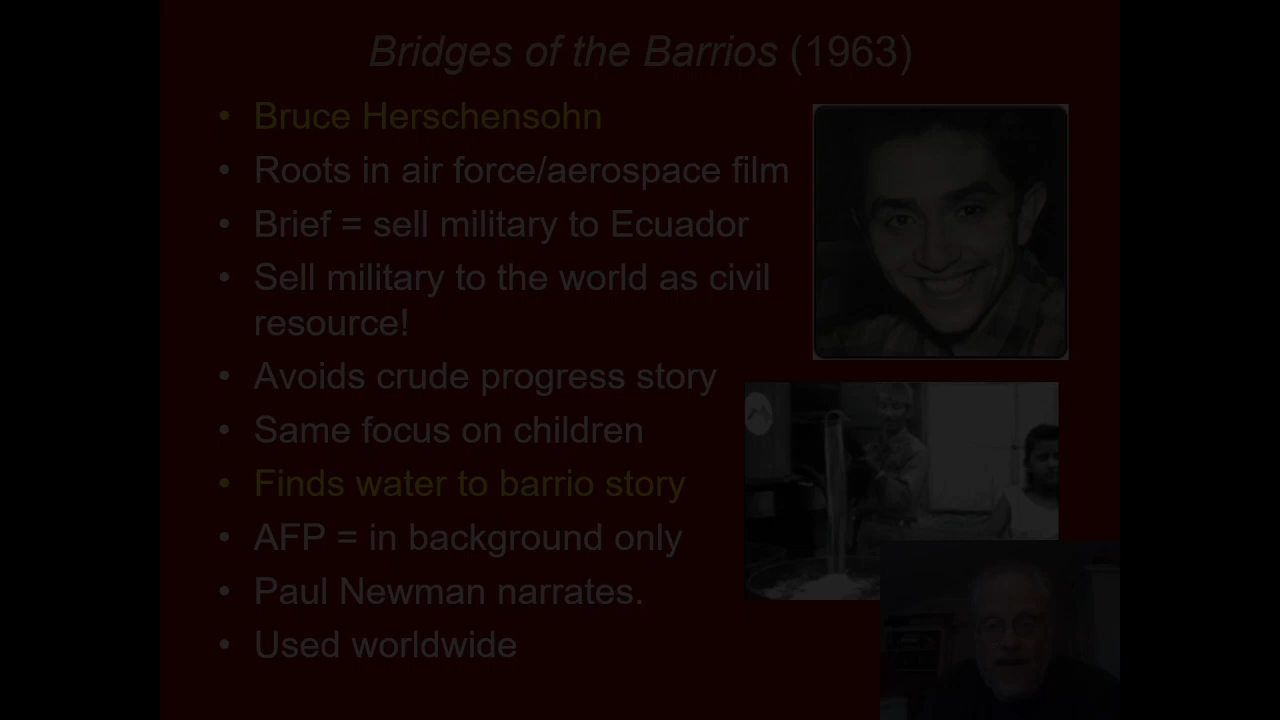 Bridges of the Barrios (1963)
• Bruce Herschensohn
• Roots in air force/aerospace film
• Brief = sell military to Ecuador
• Sell military to the world as civil
resource!
• Avoids crude progress story
• Same focus on children
• Finds water to barrio story
• AFP = in background only
• Paul Newman narrates.
• Used worldwide